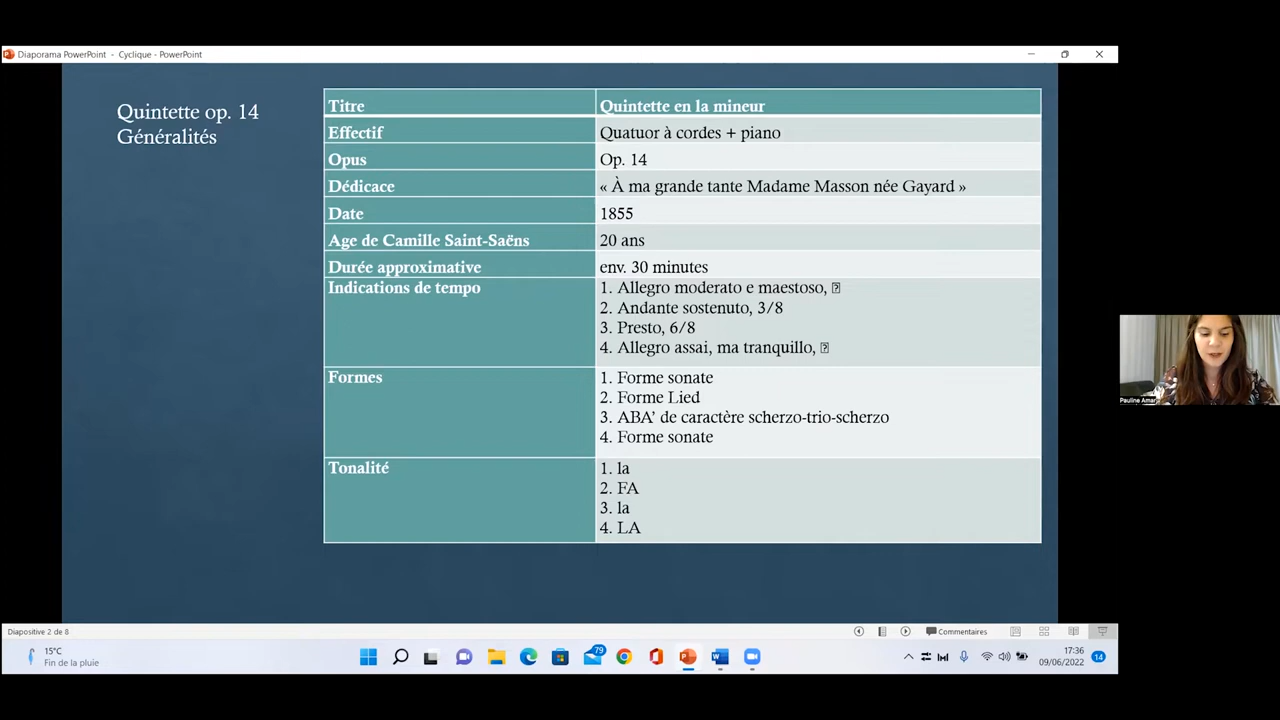 Diaporama PowerPoint - Cyclique - PowerPoint
Quintette op. 14
Généralités
Titre Quintette en la mineur
Effectif Quatuor à cordes + piano
Opus Op. 14
Dédicace « À ma grande tante Madame Masson née Gayard »
Date 1855
Age de Camille Saint-Saëns 20 ans
Durée approximative env. 30 minutes
Indications de tempo 1. Allegro moderato e maestoso, 
2. Andante sostenuto, 3/8
3. Presto, 6/8
4. Allegro assai, ma tranquillo, 
Formes 1. Forme sonate
2. Forme Lied
3. ABA’ de caractère scherzo-trio-scherzo
4. Forme sonate
Tonalité 1. la
2. FA
3. la
4. LA
Pauline Amar
Diapositive 2 de 8
Commentaires
15°C
Fin de la pluie
79
17:36
09/06/2022
14